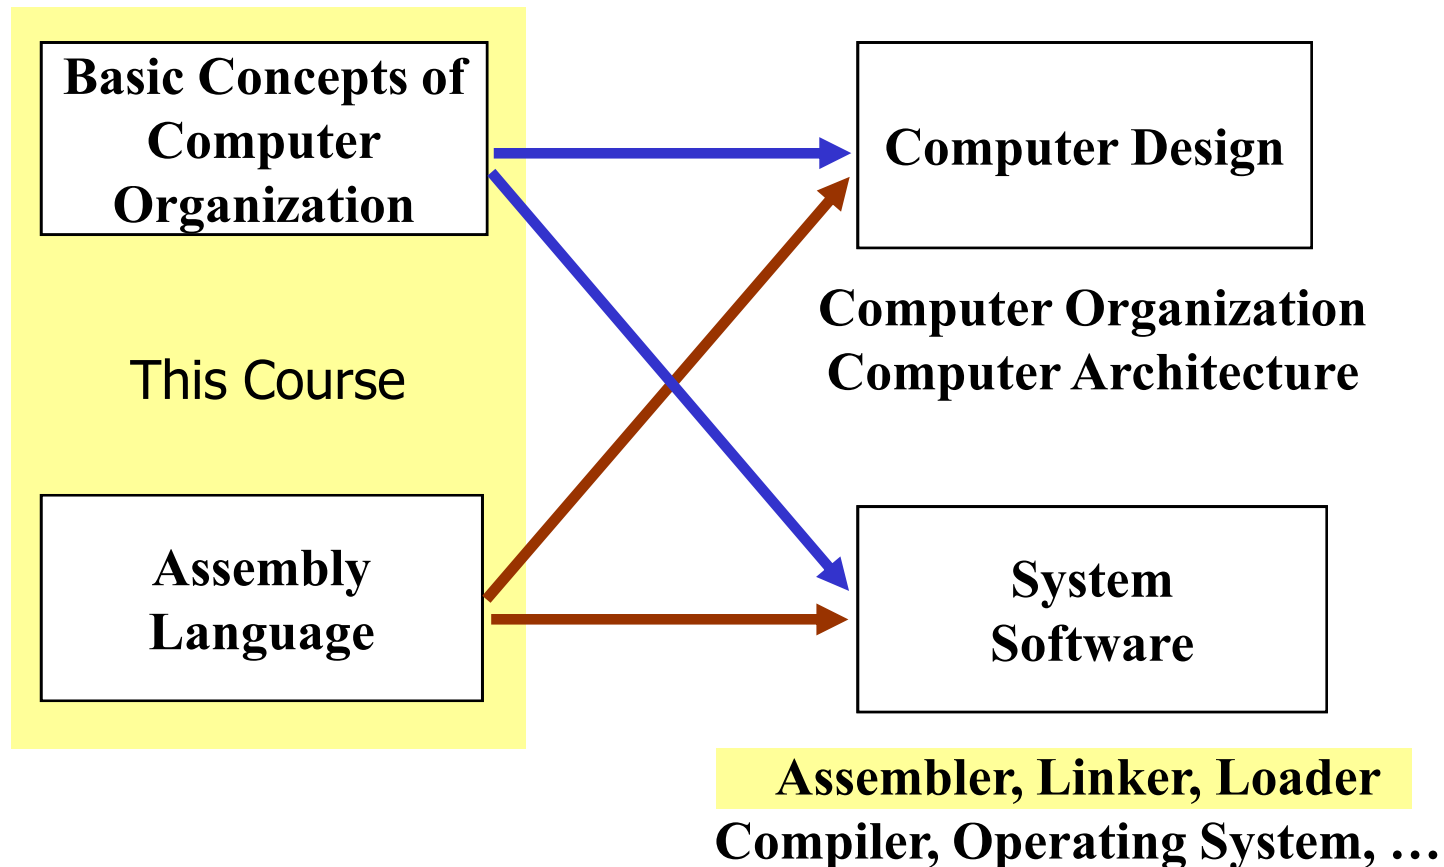 Basic Concepts of
Computer
Organization
This Course
Assembly
Language
Computer Design
Computer Organization
Computer Architecture
System
Software
Assembler, Linker, Loader
Compiler, Operating System, …